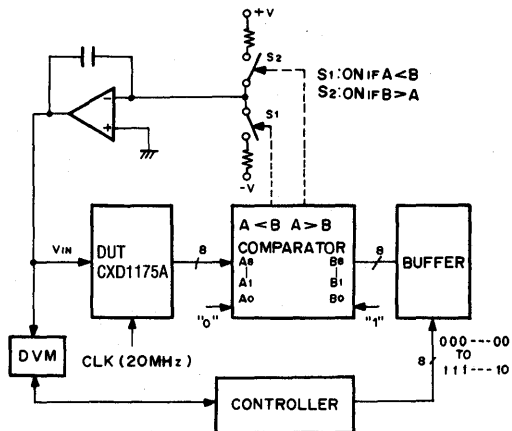 +V
S2
S1: ON IF A<B
S2: ON IF B>A
−
+
S1
-V
A<B A>B
COMPARATOR
A8
A1
A0
B8
B1
B0
8
8
VIN
DUT
CXD1175A
BUFFER
"0"
"1"
CLK (20MHz)
DVM
CONTROLLER
8
000---00
TO
111---10